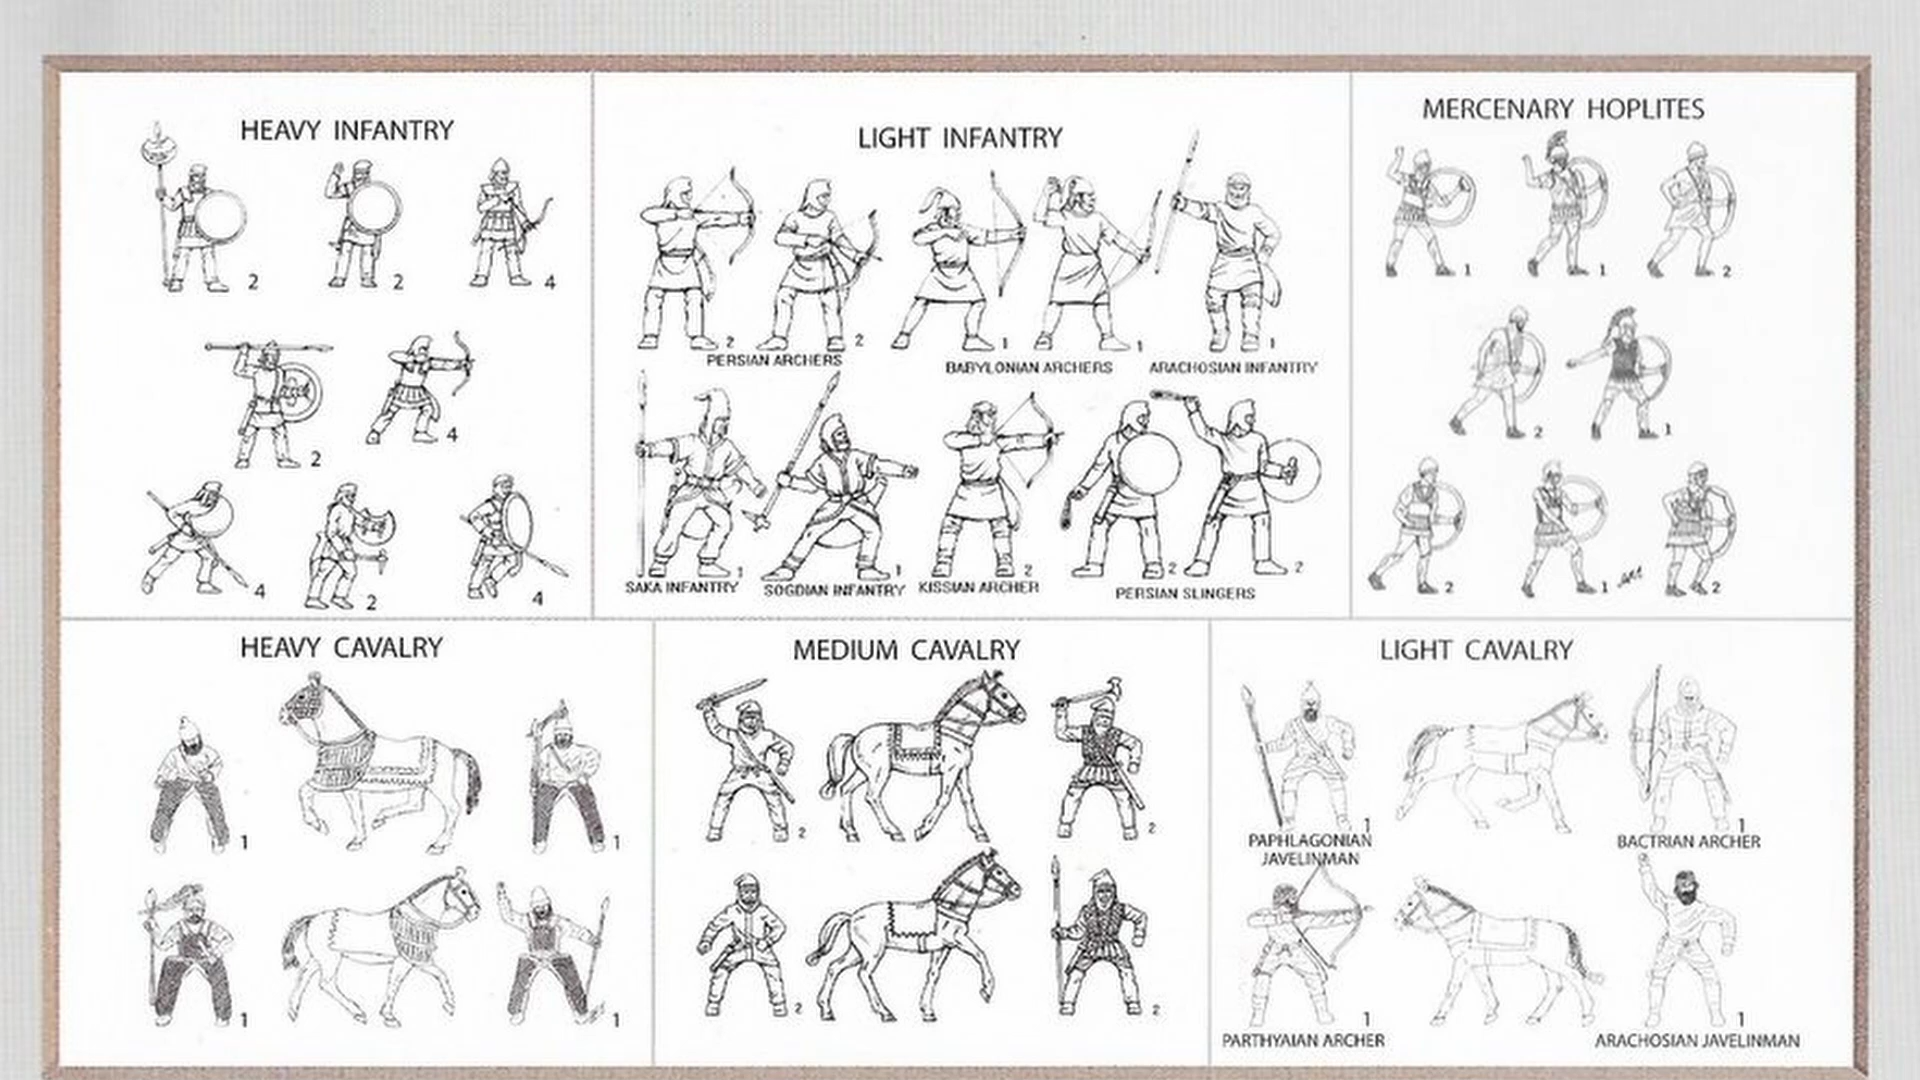 HEAVY INFANTRY
2
2
4
2
4
4
2
4
LIGHT INFANTRY
2
2
1
1
1
PERSIAN ARCHERS
BABYLONIAN ARCHERS
ARACHOSIAN INFANTRY
1
1
2
2
2
SAKA INFANTRY
SOGDIAN INFANTRY
KISSIAN ARCHER
PERSIAN SLINGERS
MERCENARY HOPLITES
1
1
2
2
1
2
1
2
HEAVY CAVALRY
1
1
1
1
MEDIUM CAVALRY
2
2
2
2
LIGHT CAVALRY
1
1
PAPHLAGONIAN
JAVELINMAN
BACTRIAN ARCHER
1
1
PARTHYAIAN ARCHER
ARACHOSIAN JAVELINMAN